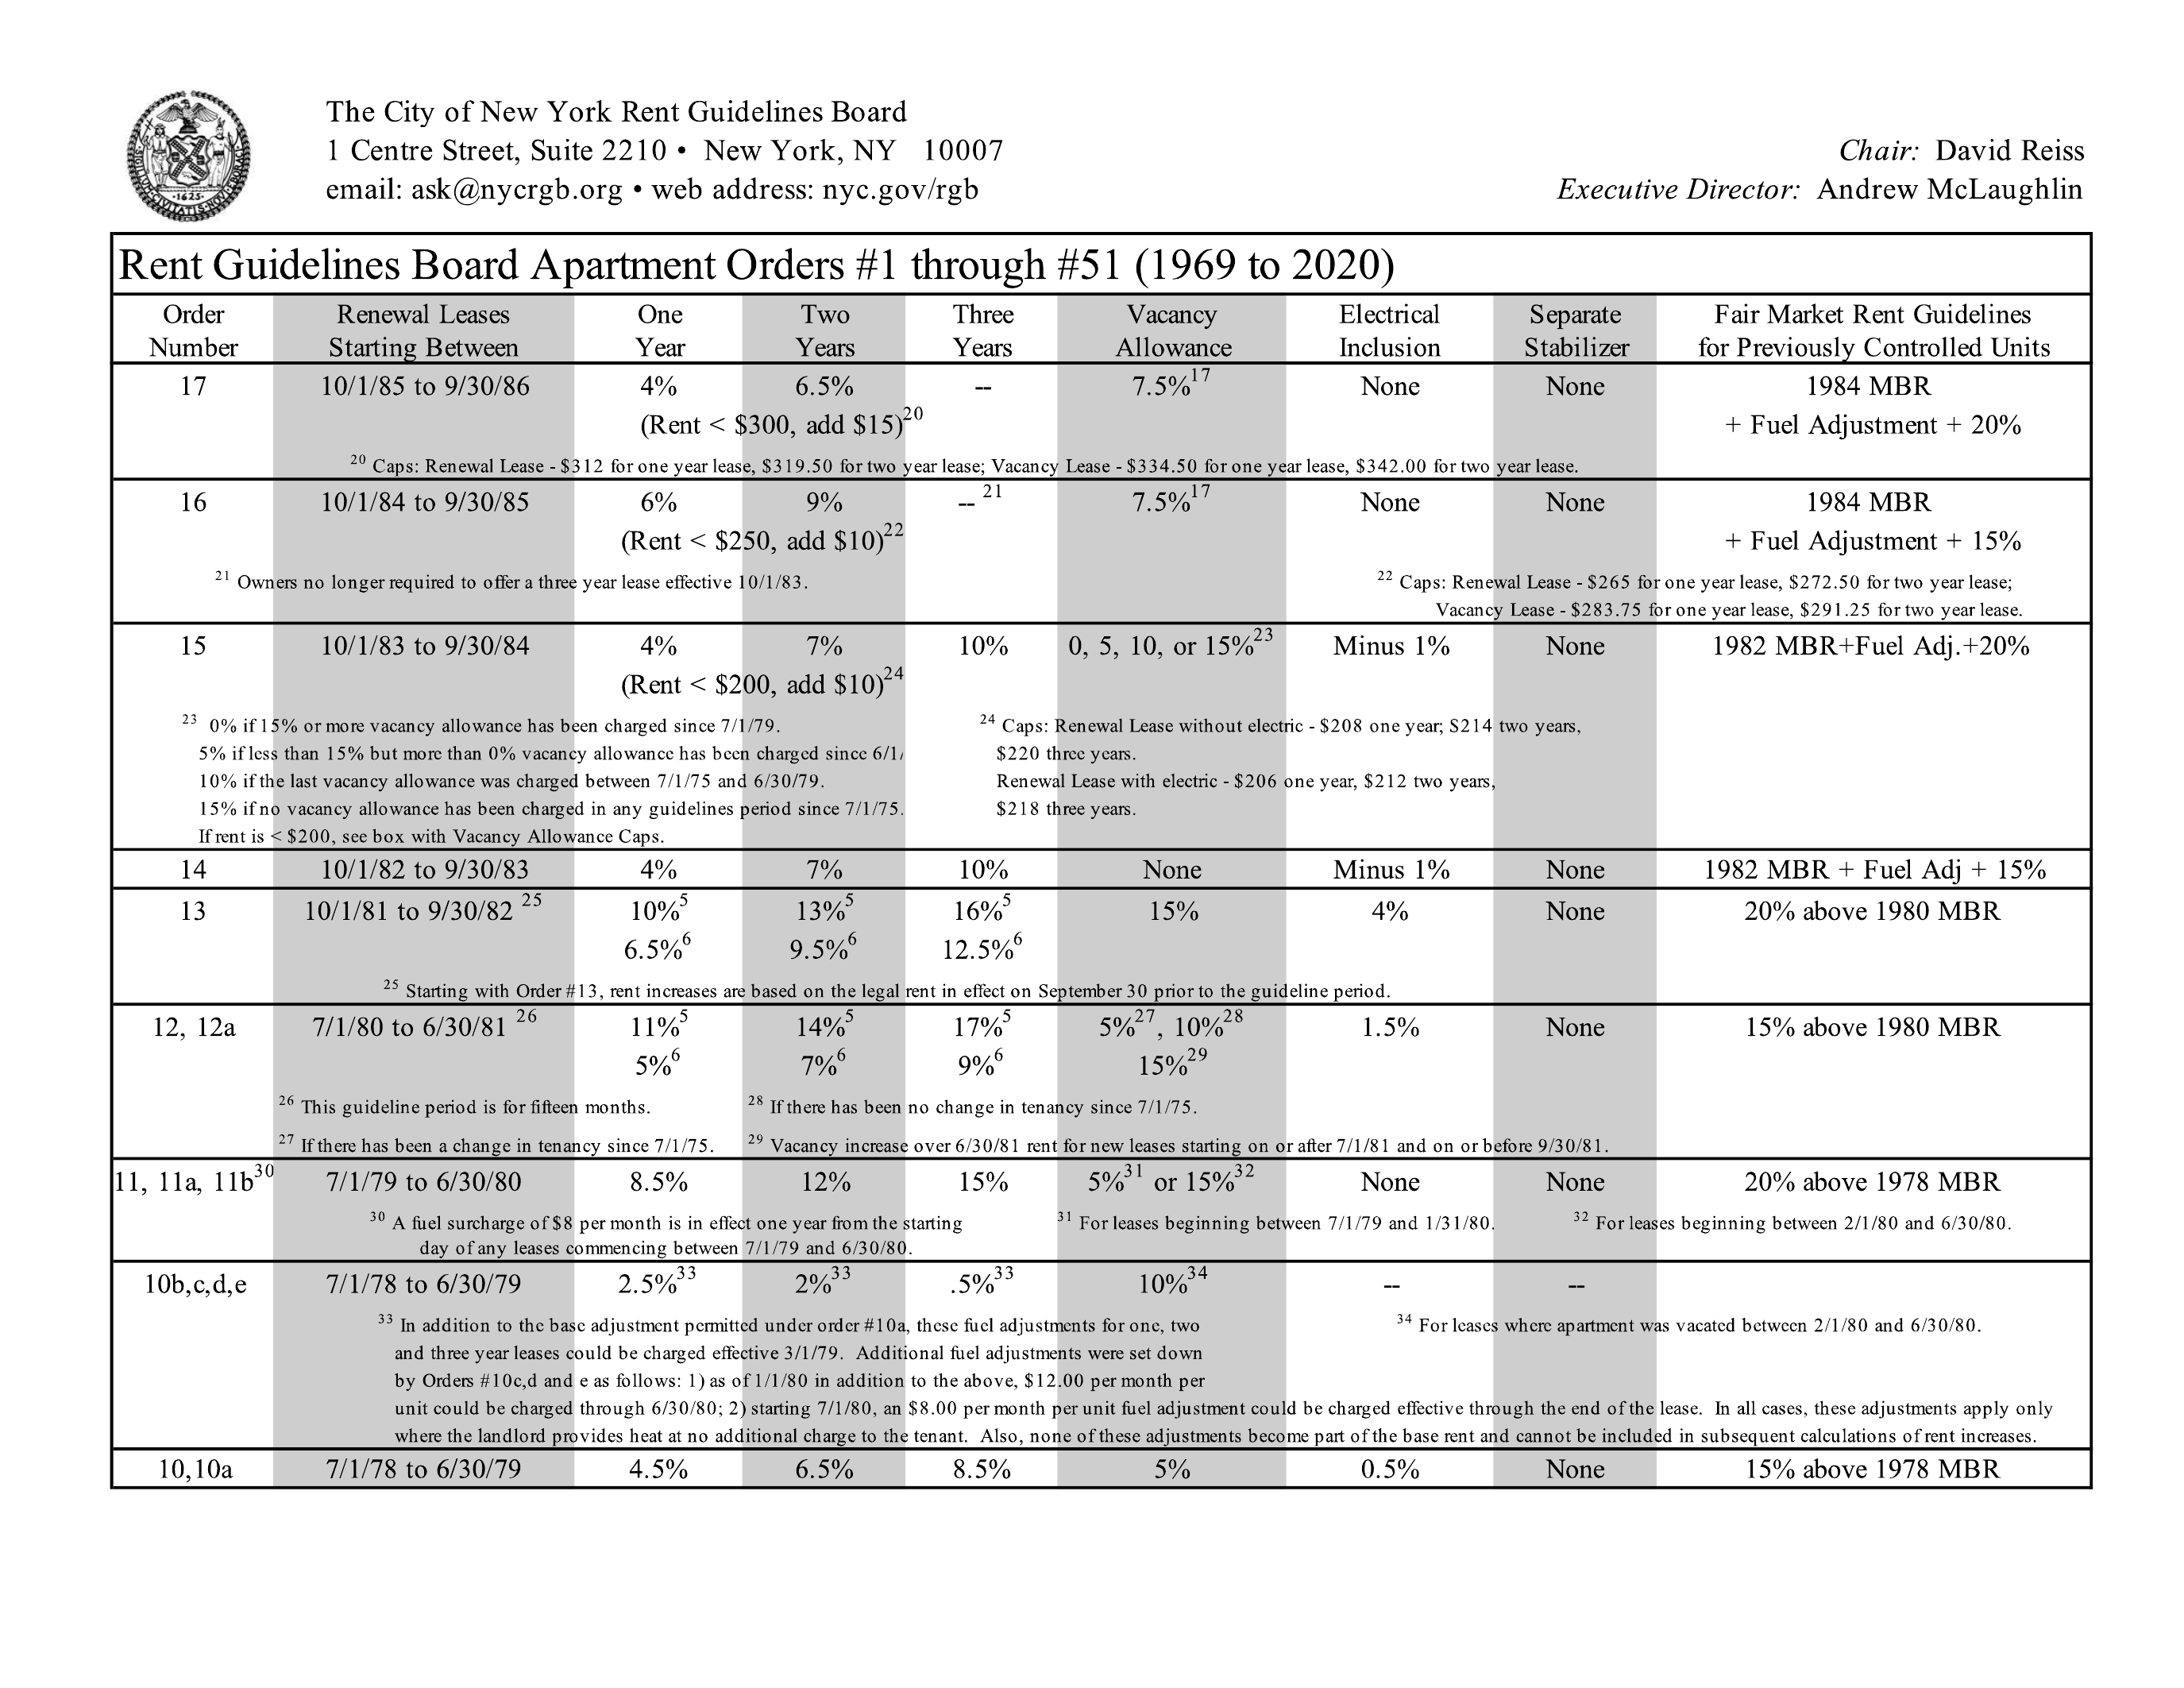 The City of New York Rent Guidelines Board
1 Centre Street, Suite 2210 • New York, NY 10007
email: ask@nycrgb.org • web address: nyc.gov/rgb
Chair: David Reiss
Executive Director: Andrew McLaughlin
Rent Guidelines Board Apartment Orders #1 through #51 (1969 to 2020)
Order Number Renewal Leases Starting Between One Year Two Years Three Years Vacancy Allowance Electrical Inclusion Separate Stabilizer Fair Market Rent Guidelines for Previously Controlled Units
17 10/1/85 to 9/30/86 4% 6.5% -- 7.5%17 None None 1984 MBR
(Rent < $300, add $15)20 + Fuel Adjustment + 20%
20 Caps: Renewal Lease - $312 for one year lease, $319.50 for two year lease; Vacancy Lease - $334.50 for one year lease, $342.00 for two year lease.
16 10/1/84 to 9/30/85 6% 9% -- 21 7.5%17 None None 1984 MBR
(Rent < $250, add $10)22 + Fuel Adjustment + 15%
21 Owners no longer required to offer a three year lease effective 10/1/83.
22 Caps: Renewal Lease - $265 for one year lease, $272.50 for two year lease;
Vacancy Lease - $283.75 for one year lease, $291.25 for two year lease.
15 10/1/83 to 9/30/84 4% 7% 10% 0, 5, 10, or 15%23 Minus 1% None 1982 MBR+Fuel Adj.+20%
(Rent < $200, add $10)24
23 0% if 15% or more vacancy allowance has been charged since 7/1/79.
5% if less than 15% but more than 0% vacancy allowance has been charged since 6/1/
10% if the last vacancy allowance was charged between 7/1/75 and 6/30/79.
15% if no vacancy allowance has been charged in any guidelines period since 7/1/75.
If rent is < $200, see box with Vacancy Allowance Caps.
24 Caps: Renewal Lease without electric - $208 one year; $214 two years,
$220 three years.
Renewal Lease with electric - $206 one year, $212 two years,
$218 three years.
14 10/1/82 to 9/30/83 4% 7% 10% None Minus 1% None 1982 MBR + Fuel Adj + 15%
13 10/1/81 to 9/30/82 25 10%5 13%5 16%5 15% 4% None 20% above 1980 MBR
6.5%6 9.5%6 12.5%6
25 Starting with Order #13, rent increases are based on the legal rent in effect on September 30 prior to the guideline period.
12, 12a 7/1/80 to 6/30/81 26 11%5 14%5 17%5 5%27, 10%28 1.5% None 15% above 1980 MBR
5%6 7%6 9%6 15%29
26 This guideline period is for fifteen months.
28 If there has been no change in tenancy since 7/1/75.
27 If there has been a change in tenancy since 7/1/75.
29 Vacancy increase over 6/30/81 rent for new leases starting on or after 7/1/81 and on or before 9/30/81.
11, 11a, 11b30 7/1/79 to 6/30/80 8.5% 12% 15% 5%31 or 15%32 None None 20% above 1978 MBR
30 A fuel surcharge of $8 per month is in effect one year from the starting
day of any leases commencing between 7/1/79 and 6/30/80.
31 For leases beginning between 7/1/79 and 1/31/80.
32 For leases beginning between 2/1/80 and 6/30/80.
10b,c,d,e 7/1/78 to 6/30/79 2.5%33 2%33 .5%33 10%34 -- --
33 In addition to the base adjustment permitted under order #10a, these fuel adjustments for one, two
and three year leases could be charged effective 3/1/79. Additional fuel adjustments were set down
by Orders #10c,d and e as follows: 1) as of 1/1/80 in addition to the above, $12.00 per month per
unit could be charged through 6/30/80; 2) starting 7/1/80, an $8.00 per month per unit fuel adjustment could be charged effective through the end of the lease. In all cases, these adjustments apply only
where the landlord provides heat at no additional charge to the tenant. Also, none of these adjustments become part of the base rent and cannot be included in subsequent calculations of rent increases.
34 For leases where apartment was vacated between 2/1/80 and 6/30/80.
10,10a 7/1/78 to 6/30/79 4.5% 6.5% 8.5% 5% 0.5% None 15% above 1978 MBR